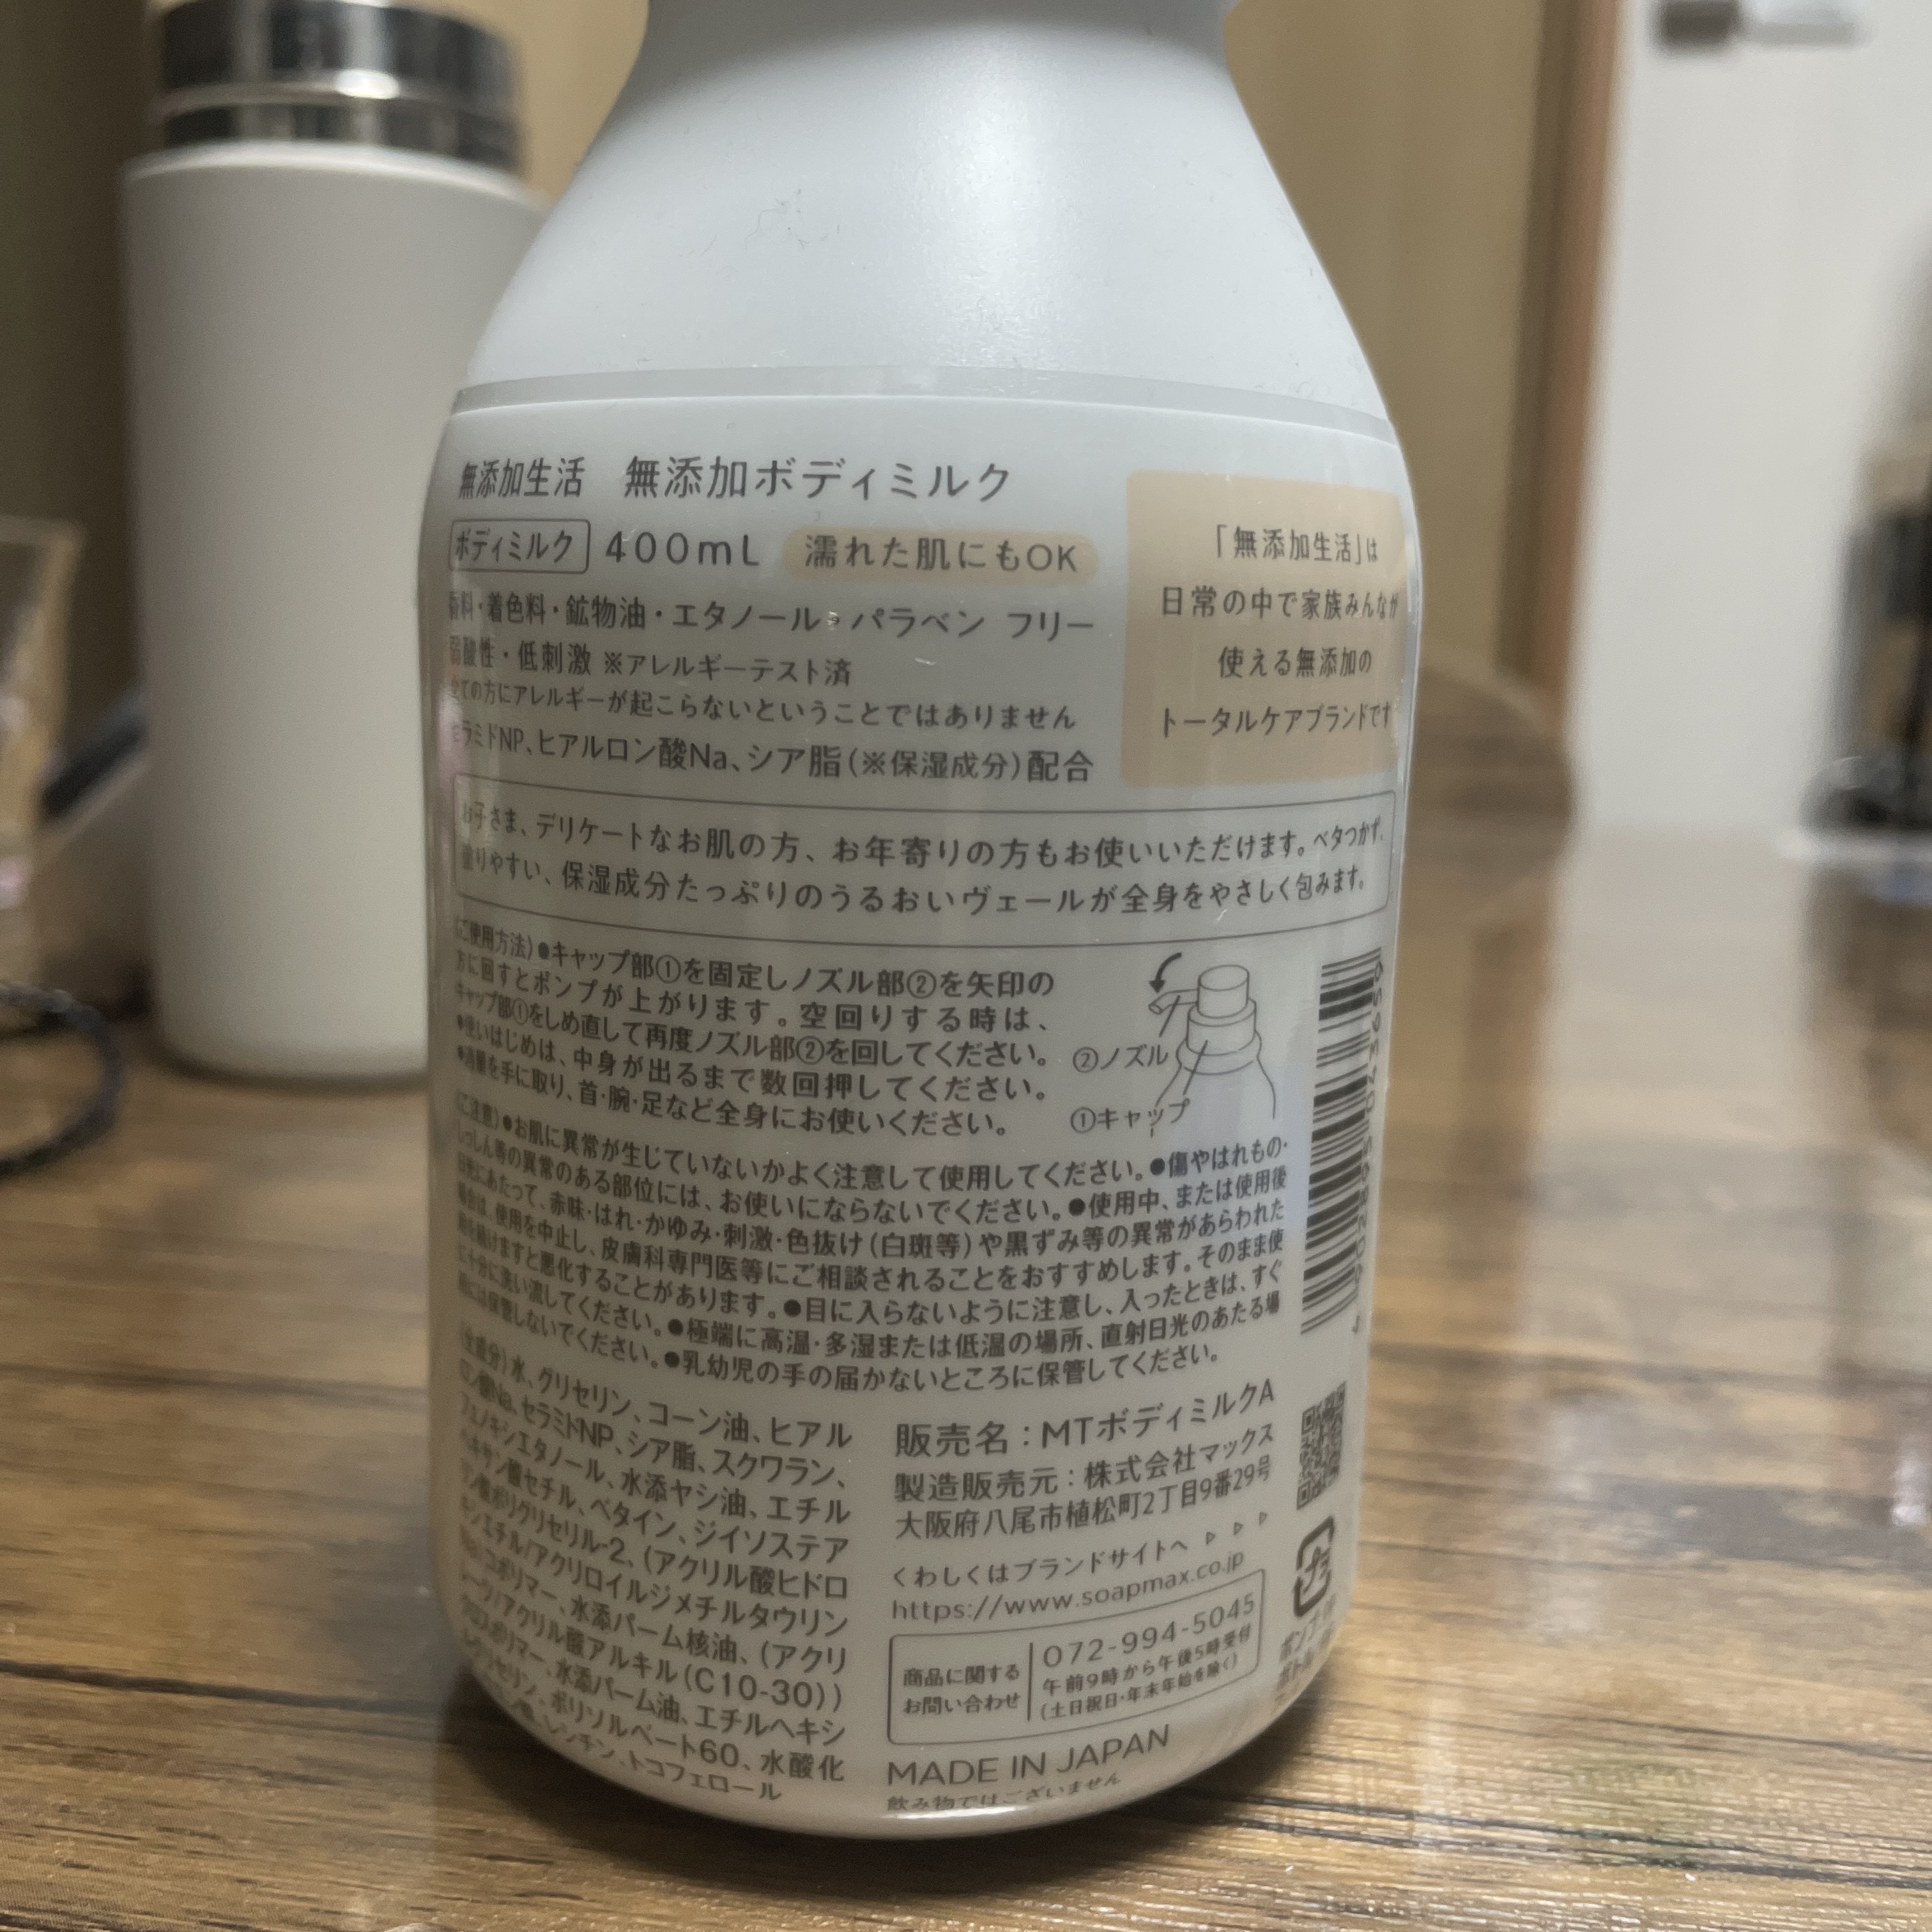 無添加生活 無添加ボディミルク
ボディミルク 400mL 濡れた肌にもOK
香料・着色料・鉱物油・エタノール・パラベン フリー
弱酸性・低刺激 ※アレルギーテスト済
全ての方にアレルギーが起こらないということではありません
セラミドNP、ヒアルロン酸Na、シア脂(※保湿成分)配合
「無添加生活」は
日常の中で家族みんなが
使える無添加の
トータルケアブランドです
お子さま、デリケートなお肌の方、お年寄りの方もお使いいただけます。ベタつかず、
塗りやすい、保湿成分たっぷりのうるおいヴェールが全身をやさしく包みます。
(ご使用方法)●キャップ部①を固定しノズル部②を矢印の
方に回すとポンプが上がります。空回りする時は、
キャップ部①をしめ直して再度ノズル部②を回してください。
●使いはじめは、中身が出るまで数回押してください。
●適量を手に取り、首・腕・足など全身にお使いください。
②ノズル
①キャップ
(ご注意)●お肌に異常が生じていないかよく注意して使用してください。●傷やはれもの・
しっしん等の異常のある部位には、お使いにならないでください。●使用中、または使用後
日光にあたって、赤味・はれ・かゆみ・刺激・色抜け(白斑等)や黒ずみ等の異常があらわれた
場合は、使用を中止し、皮膚科専門医等にご相談されることをおすすめします。そのまま使
用を続けますと悪化することがあります。●目に入らないように注意し、入ったときは、すぐ
に十分に洗い流してください。●極端に高温・多湿または低温の場所、直射日光のあたる場
所には保管しないでください。●乳幼児の手の届かないところに保管してください。
(全成分)水、グリセリン、コーン油、ヒアル
ロン酸Na、セラミドNP、シア脂、スクワラン、
フェノキシエタノール、水添ヤシ油、エチル
ヘキサン酸セチル、ベタイン、ジイソステア
リン酸ポリグリセリル-2、(アクリル酸ヒドロ
キシエチル/アクリロイルジメチルタウリン
Na)コポリマー、水添パーム核油、(アクリ
レーツ/アクリル酸アルキル(C10-30))
クロスポリマー、水添パーム油、エチルヘキシ
ルグリセリン、ポリソルベート60、水酸化
レシチン、トコフェロール
販売名:MTボディミルクA
製造販売元:株式会社マックス
大阪府八尾市植松町2丁目9番29号
くわしくはブランドサイトへ
https://www.soapmax.co.jp
商品に関する
お問い合わせ
072-994-5045
午前9時から午後5時受付
(土日祝日・年末年始を除く)
MADE IN JAPAN
飲み物ではございません
プラ